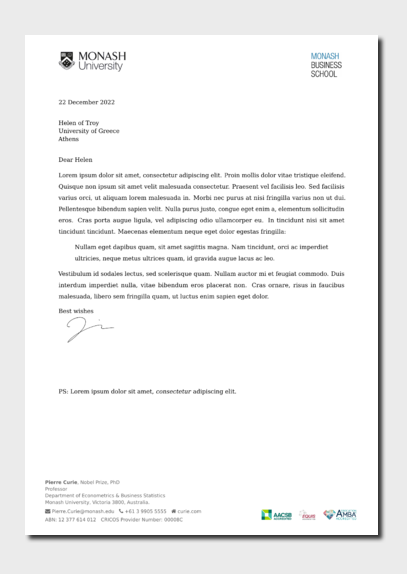 MONASH
University
MONASH
BUSINESS
SCHOOL
22 December 2022
Helen of Troy
University of Greece
Athens
Dear Helen
Lorem ipsum dolor sit amet, consectetur adipiscing elit. Proin mollis dolor vitae tristique eleifend.
Quisque non ipsum sit amet velit malesuada consectetur. Praesent vel facilisis leo. Sed facilisis
varius orci, ut aliquam lorem malesuada in. Morbi nec purus at nisi fringilla varius non ut dui.
Pellentesque bibendum sapien velit. Nulla purus justo, congue eget enim a, elementum sollicitudin
eros. Cras porta augue ligula, vel adipiscing odio ullamcorper eu. In tincidunt nisi sit amet
tincidunt tincidunt. Maecenas elementum neque eget dolor egestas fringilla:
Nullam eget dapibus quam, sit amet sagittis magna. Nam tincidunt, orci ac imperdiet
ultricies, neque metus ultrices quam, id gravida augue lacus ac leo.
Vestibulum id sodales lectus, sed scelerisque quam. Nullam auctor mi et feugiat commodo. Duis
interdum imperdiet nulla, vitae bibendum eros placerat non. Cras ornare, risus in faucibus
malesuada, libero sem fringilla quam, ut luctus enim sapien eget dolor.
Best wishes
PS: Lorem ipsum dolor sit amet, consectetur adipiscing elit.
Pierre Curie, Nobel Prize, PhD
Professor
Department of Econometrics & Business Statistics
Monash University. Victoria 3800, Australia.
Pierre.Curie@monash.edu +61 3 9905 5555 curie.com
ABN: 12 377 614 012 CRICOS Provider Number: 00008C
AACSB
EQUIS
AMBA